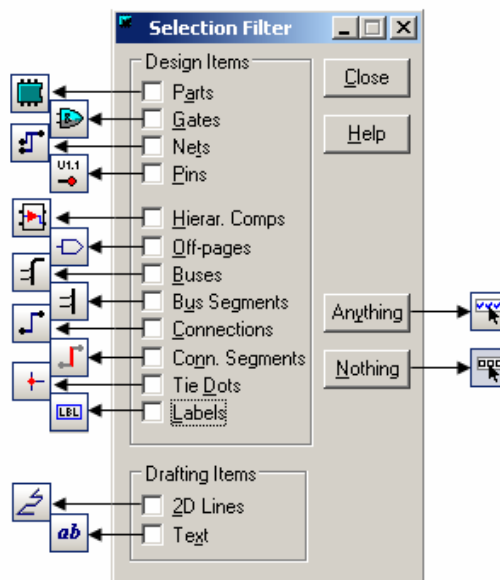 Selection Filter
Design Items
Parts
Gates
Nets
Pins
U1.1
Hierar. Comps
Off-pages
Buses
Bus Segments
Connections
Conn. Segments
Tie Dots
Labels
LBL
Close
Help
Anything
Nothing
Drafting Items
2D Lines
Text
ab